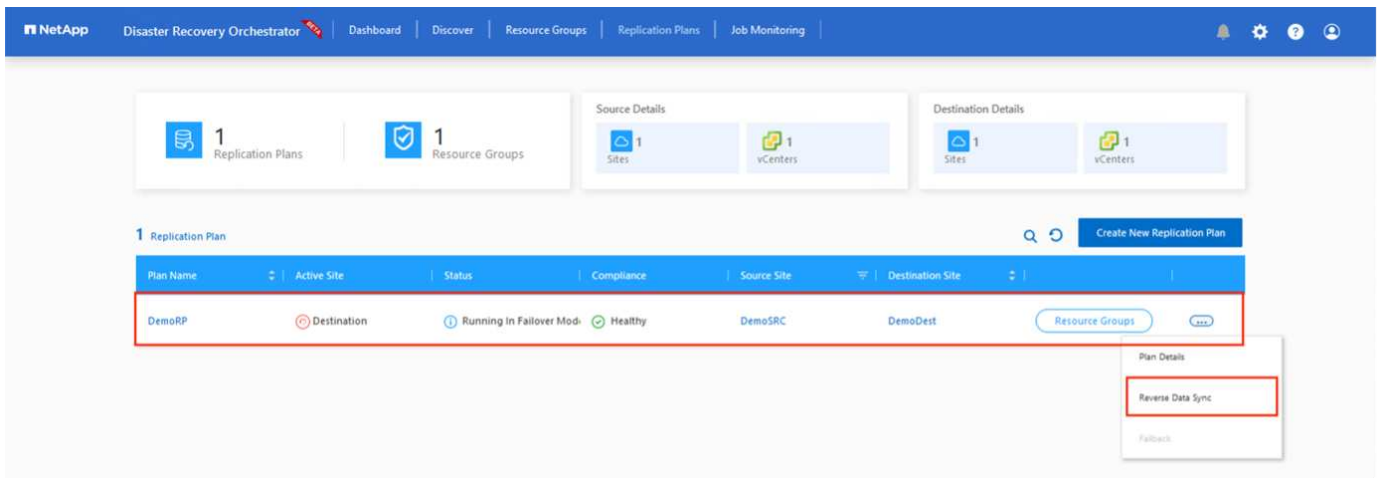 NetApp Disaster Recovery Orchestrator BETA Dashboard Discover Resource Groups Replication Plans Job Monitoring
1
Replication Plans
1
Resource Groups
Source Details
1
Sites
1
vCenters
Destination Details
1
Sites
1
vCenters
1 Replication Plan
Create New Replication Plan
Plan Name Active Site Status Compliance Source Site Destination Site
DemoRP Destination Running In Failover Mod Healthy DemoSRC DemoDest Resource Groups ...
Plan Details
Reverse Data Sync
Failback